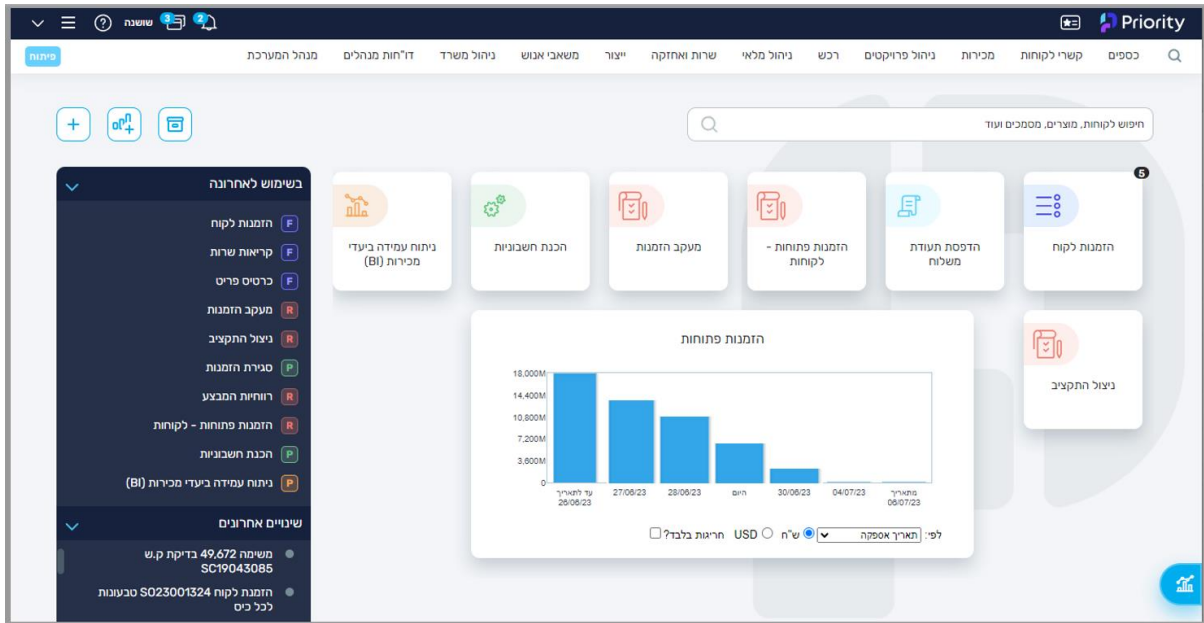 Priority
2
3
שושנה
כספים
קשרי לקוחות
מכירות
ניהול פרויקטים
רכש
ניהול מלאי
שרות ואחזקה
ייצור
משאבי אנוש
ניהול משרד
דו"חות מנהלים
מנהל המערכת
פיתוח
חיפוש לקוחות, מוצרים, מסמכים ועוד
5
הזמנות לקוח
הדפסת תעודת
משלוח
הזמנות פתוחות -
לקוחות
מעקב הזמנות
הכנת חשבוניות
ניתוח עמידה ביעדי
מכירות (BI)
ניצול התקציב
הזמנות פתוחות
18,000M
14,400M
10,800M
7,200M
3,600M
0
עד לתאריך
26/06/23
27/06/23
28/06/23
היום
30/06/23
04/07/23
מתאריך
06/07/23
לפי: תאריך אספקה ש"ח USD חריגות בלבד?
בשימוש לאחרונה
F הזמנות לקוח
F קריאות שרות
F כרטיס פריט
R מעקב הזמנות
R ניצול התקציב
P סגירת הזמנות
R רווחיות המבצע
R הזמנות פתוחות - לקוחות
P הכנת חשבוניות
P ניתוח עמידה ביעדי מכירות (BI)
שינויים אחרונים
משימה 49,672 בדיקת ק.ש
SC19043085
הזמנת לקוח SO23001324 טבעונות
לכל כיס